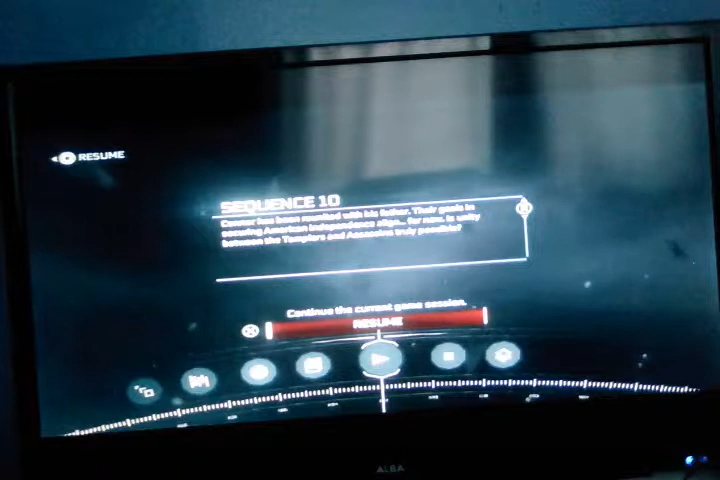 RESUME
SEQUENCE 10
Connor has been reunited with his father. Their goals in
securing American Independence align... for now. Is unity
between the Templars and Assassins truly possible?
Continue the current game session.
RESUME
ALBA